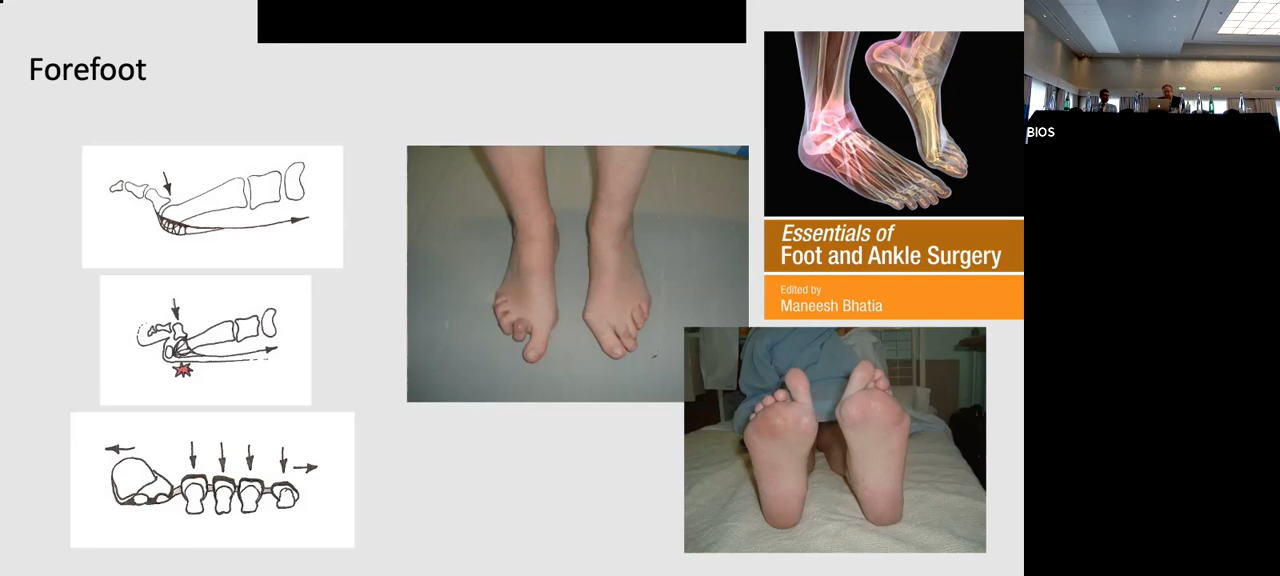 Forefoot
Essentials of
Foot and Ankle Surgery
Edited by
Maneesh Bhatia
BIOS